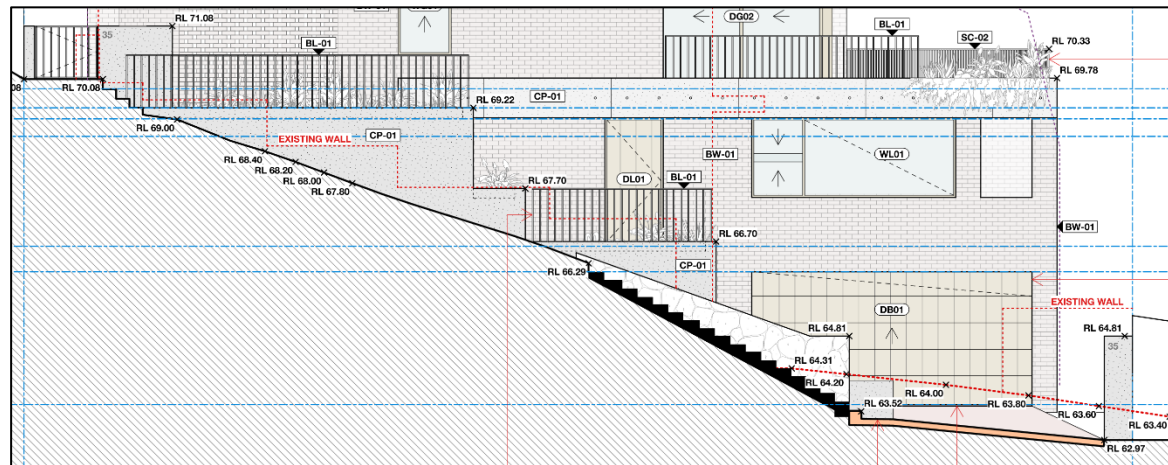 DG02
RL 71.08
35
BL-01
BL-01
SC-02
RL 70.33
RL 70.08
RL 69.78
CP-01
RL 69.22
RL 69.00
EXISTING WALL
CP-01
RL 68.40
RL 68.20
RL 68.00
RL 67.80
BW-01
WL01
RL 67.70
DL01
BL-01
BW-01
RL 66.70
RL 66.29
CP-01
DB01
EXISTING WALL
RL 64.81
RL 64.81
35
RL 64.31
RL 64.20
RL 64.00
RL 63.80
RL 63.60
RL 63.52
RL 63.40
RL 62.97